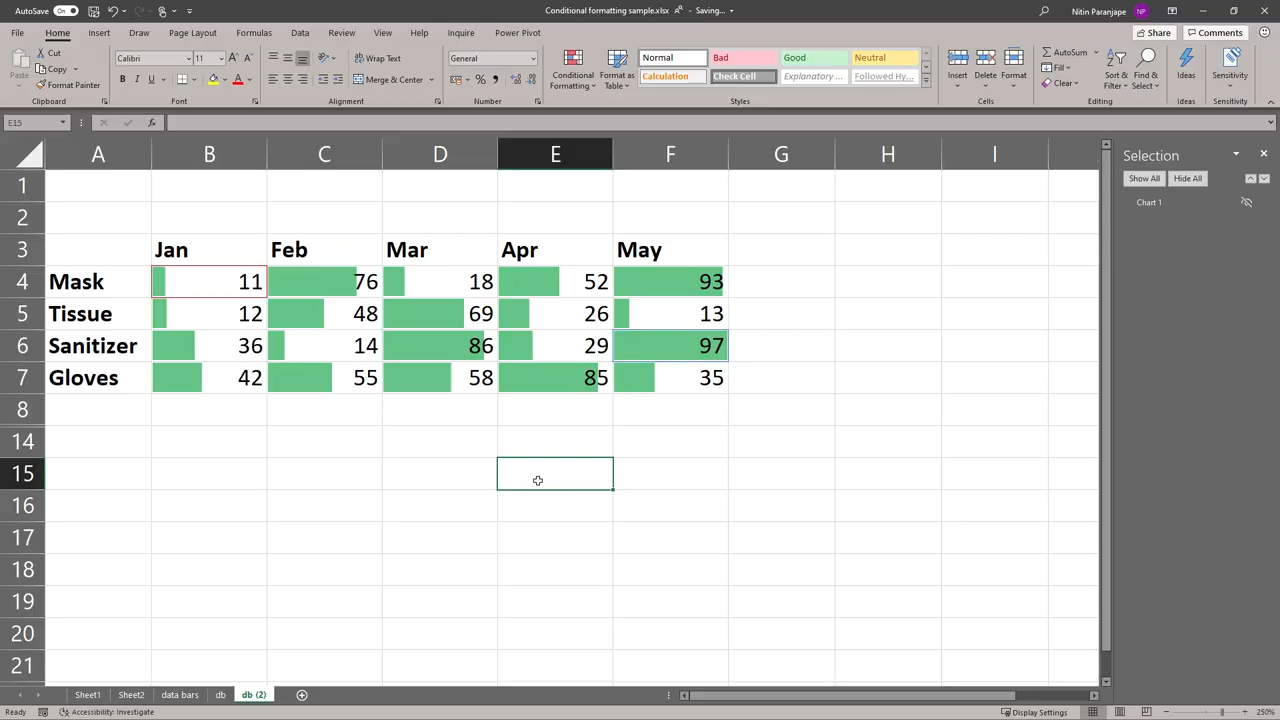 AutoSave On Conditional formatting sample.xlsx - Saving... Nitin Paranjape NP
File Home Insert Draw Page Layout Formulas Data Review View Help Inquire Power Pivot Share Comments
Paste Cut Copy Format Painter Clipboard
Calibri 11 B I U Font
Wrap Text Merge & Center Alignment
General % Number
Conditional Formatting Format as Table Normal Bad Good Neutral Calculation Check Cell Explanatory ... Followed Hy... Styles
Insert Delete Format Cells
AutoSum Fill Clear Sort & Filter Find & Select Editing
Ideas Ideas
Sensitivity Sensitivity
E15 fx
A B C D E F G H I
1
2
3 Jan Feb Mar Apr May
4 Mask 11 76 18 52 93
5 Tissue 12 48 69 26 13
6 Sanitizer 36 14 86 29 97
7 Gloves 42 55 58 85 35
8
14
15
16
17
18
19
20
21
Selection
Show All Hide All
Chart 1
Sheet1 Sheet2 data bars db db (2)
Ready Accessibility: Investigate Display Settings 250%